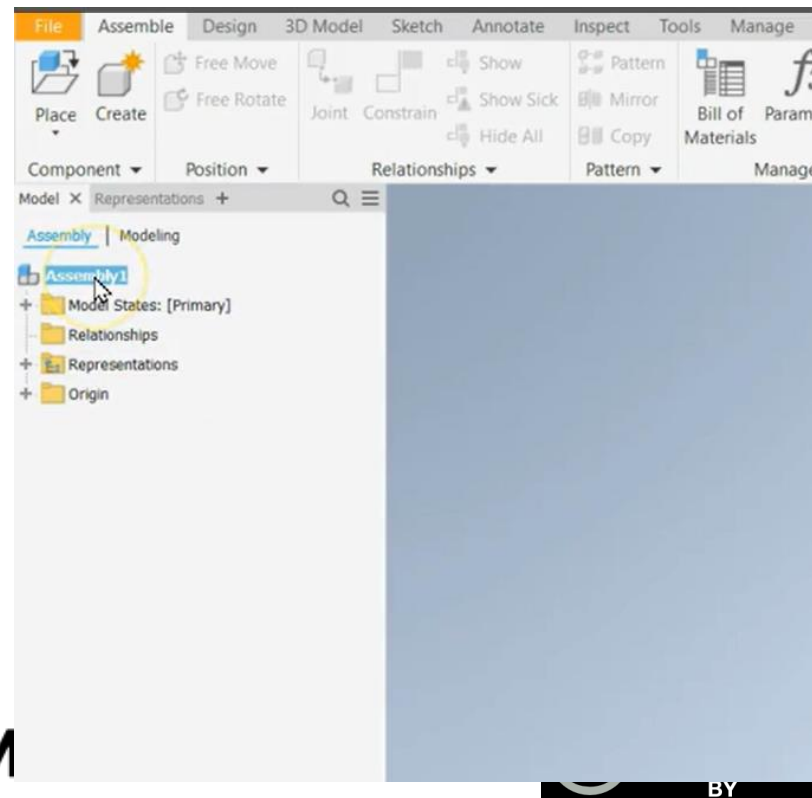 File Assemble Design 3D Model Sketch Annotate Inspect Tools Manage
Free Move Show Pattern
Free Rotate Show Sick Mirror
Place Create Joint Constrain Hide All Copy Bill of Materials
Component Position Relationships Pattern
Model Representations
Assembly | Modeling
Assembly1
Model States: [Primary]
Relationships
Representations
Origin
BY